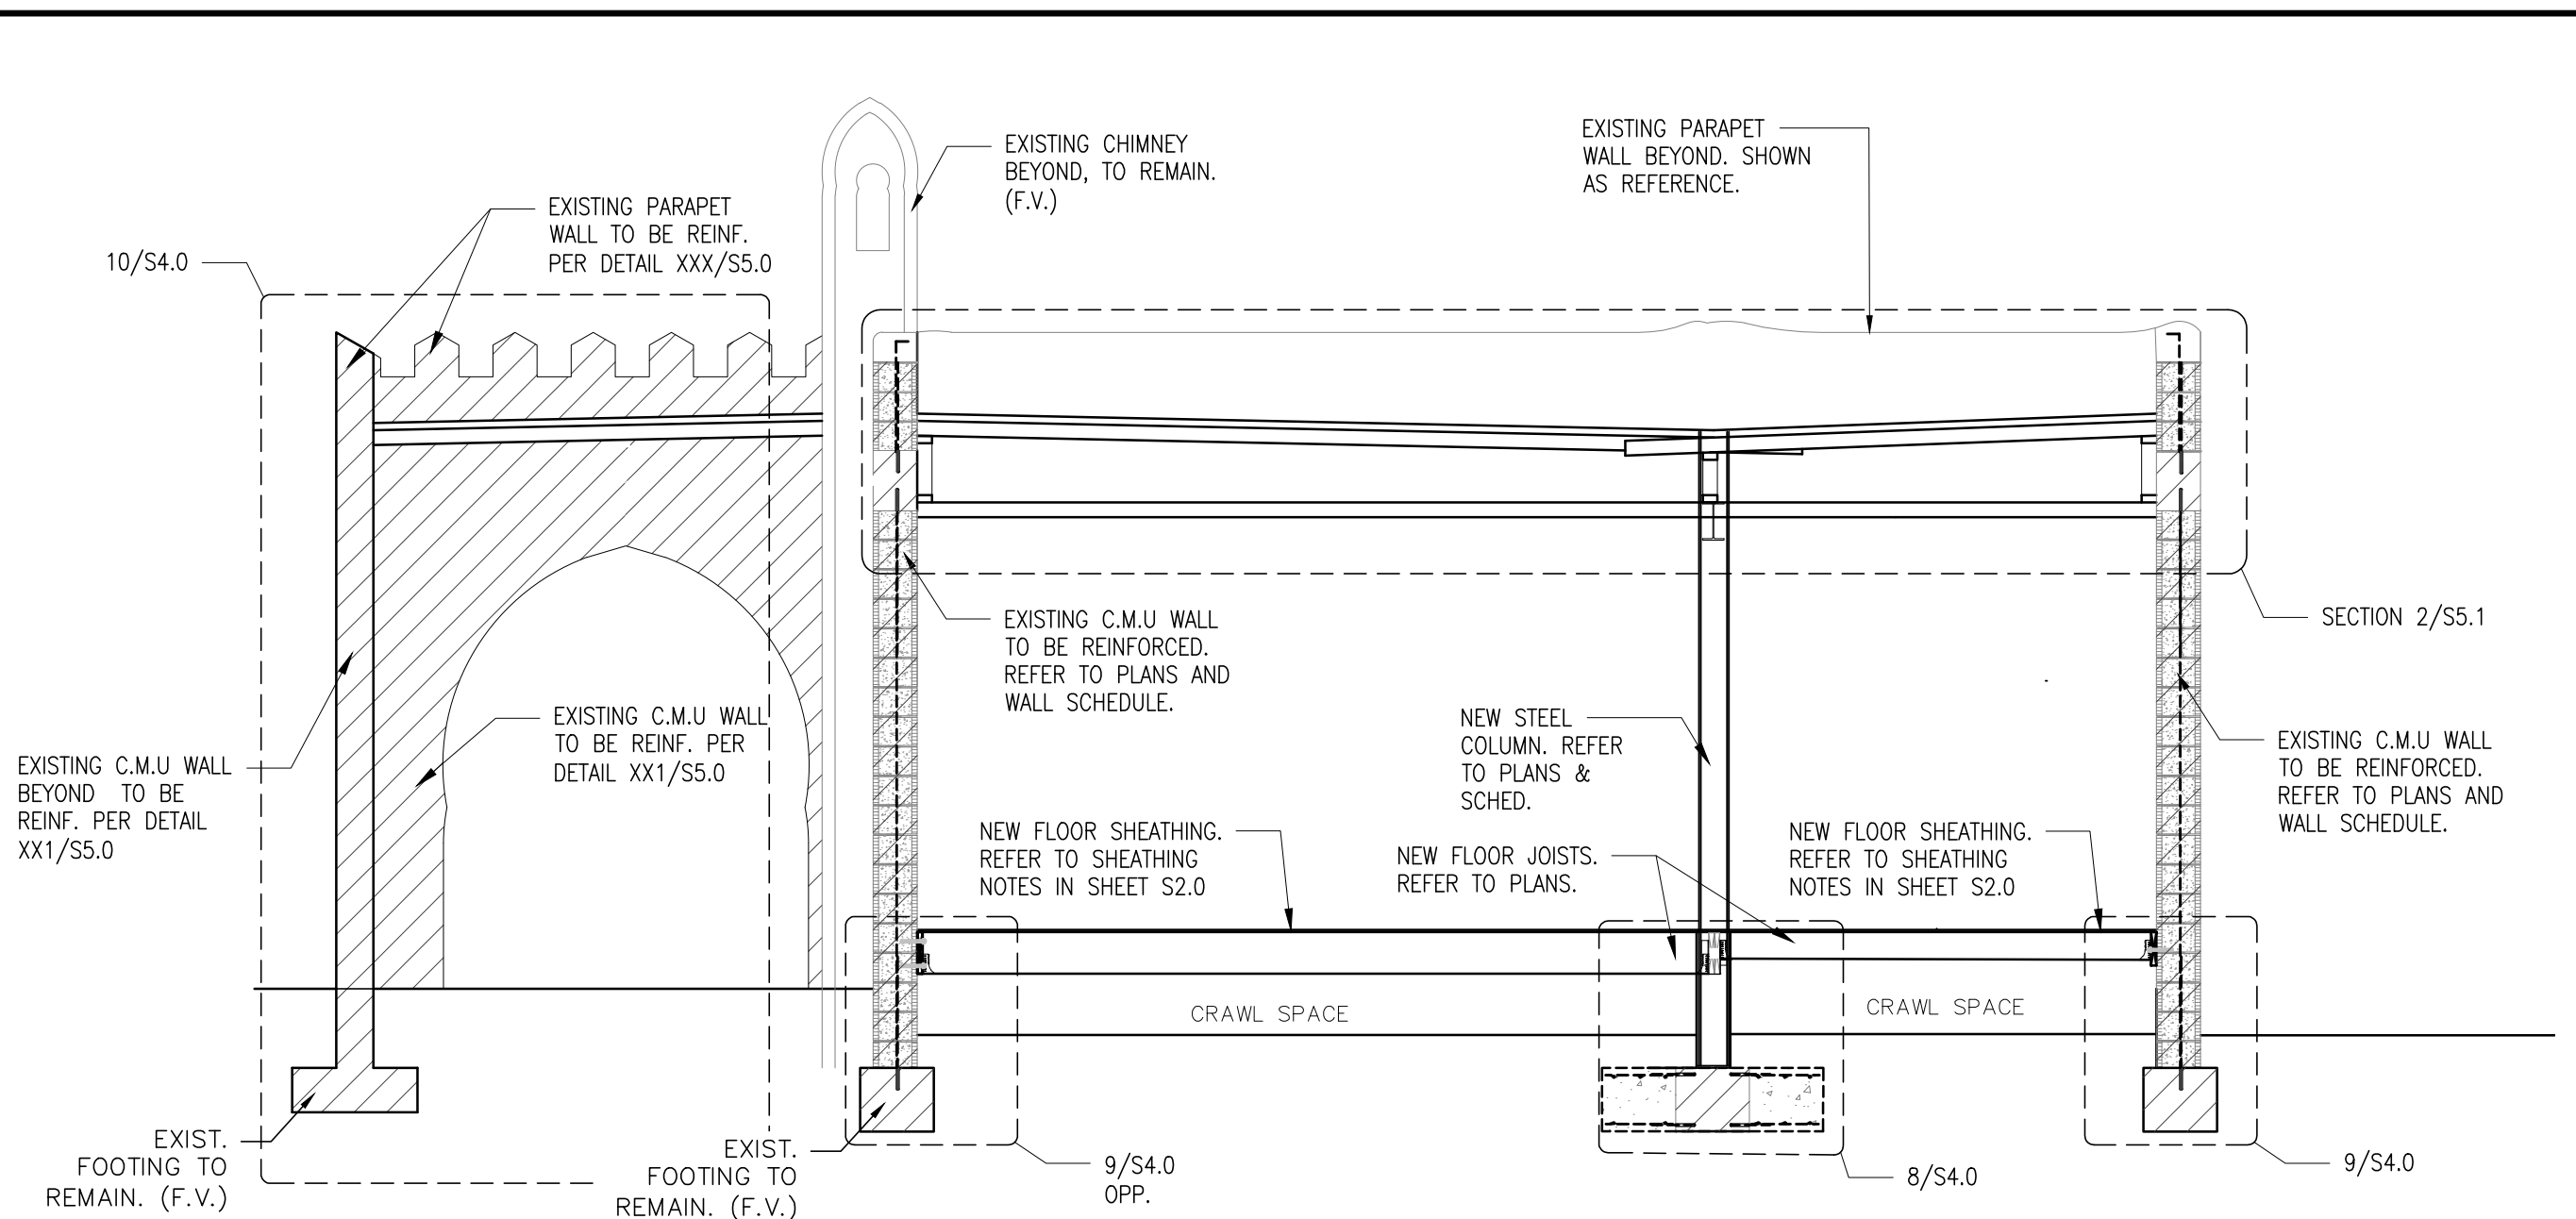 EXISTING CHIMNEY
BEYOND, TO REMAIN.
(F.V.)
EXISTING PARAPET
WALL BEYOND. SHOWN
AS REFERENCE.
EXISTING PARAPET
WALL TO BE REINF.
PER DETAIL XXX/S5.0
10/S4.0
EXISTING C.M.U WALL
TO BE REINFORCED.
REFER TO PLANS AND
WALL SCHEDULE.
SECTION 2/S5.1
EXISTING C.M.U WALL
BEYOND TO BE
REINF. PER DETAIL
XX1/S5.0
EXISTING C.M.U WALL
TO BE REINF. PER
DETAIL XX1/S5.0
NEW STEEL
COLUMN. REFER
TO PLANS &
SCHED.
EXISTING C.M.U WALL
TO BE REINFORCED.
REFER TO PLANS AND
WALL SCHEDULE.
NEW FLOOR SHEATHING.
REFER TO SHEATHING
NOTES IN SHEET S2.0
NEW FLOOR JOISTS.
REFER TO PLANS.
NEW FLOOR SHEATHING.
REFER TO SHEATHING
NOTES IN SHEET S2.0
CRAWL SPACE
CRAWL SPACE
EXIST.
FOOTING TO
REMAIN. (F.V.)
EXIST.
FOOTING TO
REMAIN. (F.V.)
9/S4.0
OPP.
8/S4.0
9/S4.0